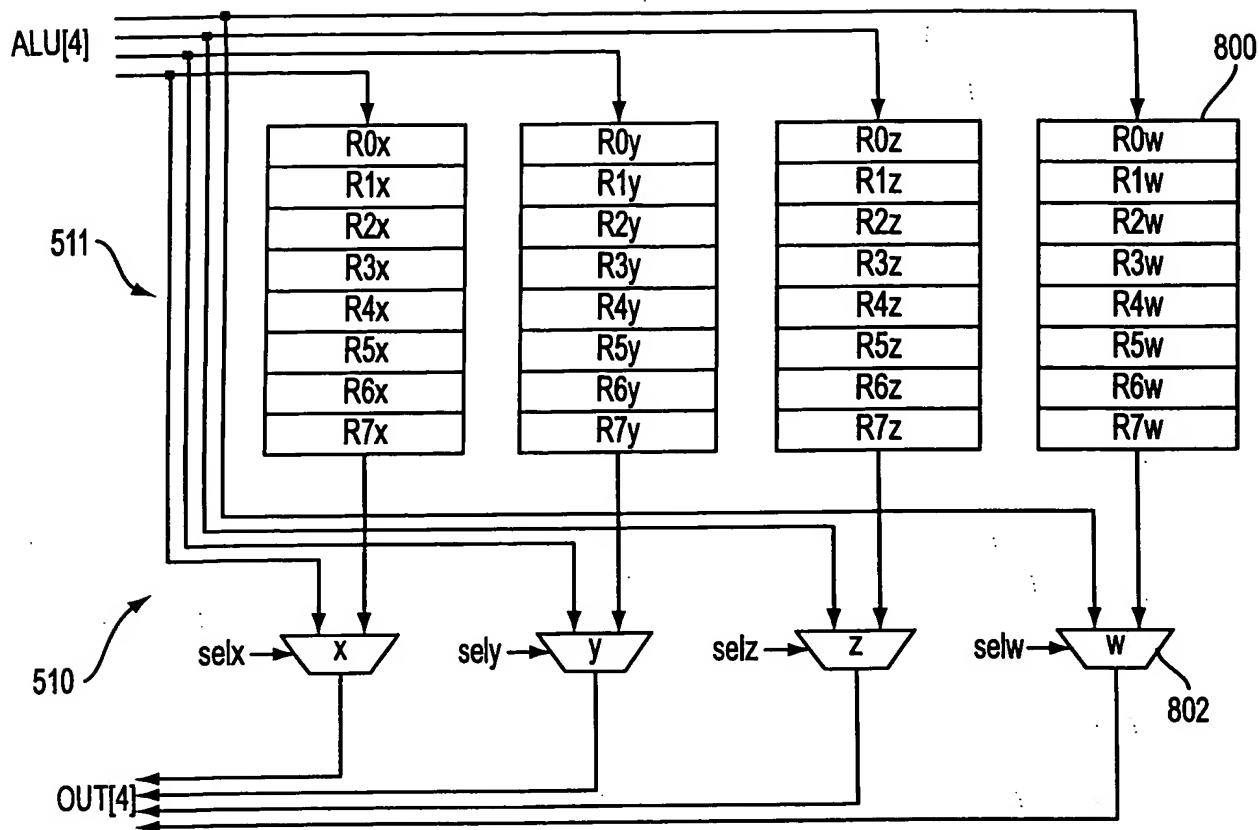 ALU[4]
800
R0x R0y R0z R0w
R1x R1y R1z R1w
R2x R2y R2z R2w
511
R3x R3y R3z R3w
R4x R4y R4z R4w
R5x R5y R5z R5w
R6x R6y R6z R6w
R7x R7y R7z R7w
selx x sely y selz z selw w
510
802
OUT[4]